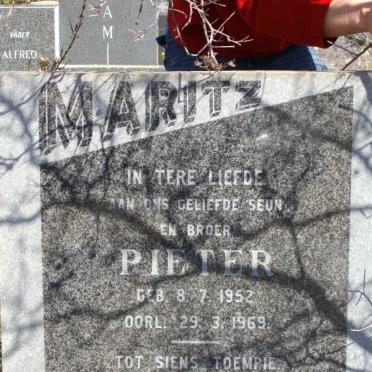 VADER
ALFRED
A
M
MARITZ
IN TERE LIEFDE
AAN ONS GELIEFDE SEUN
EN BROER
PIETER
GEB. 8.7.1952
OORL. 29.3.1969.
TOT SIENS TOEMPIE.